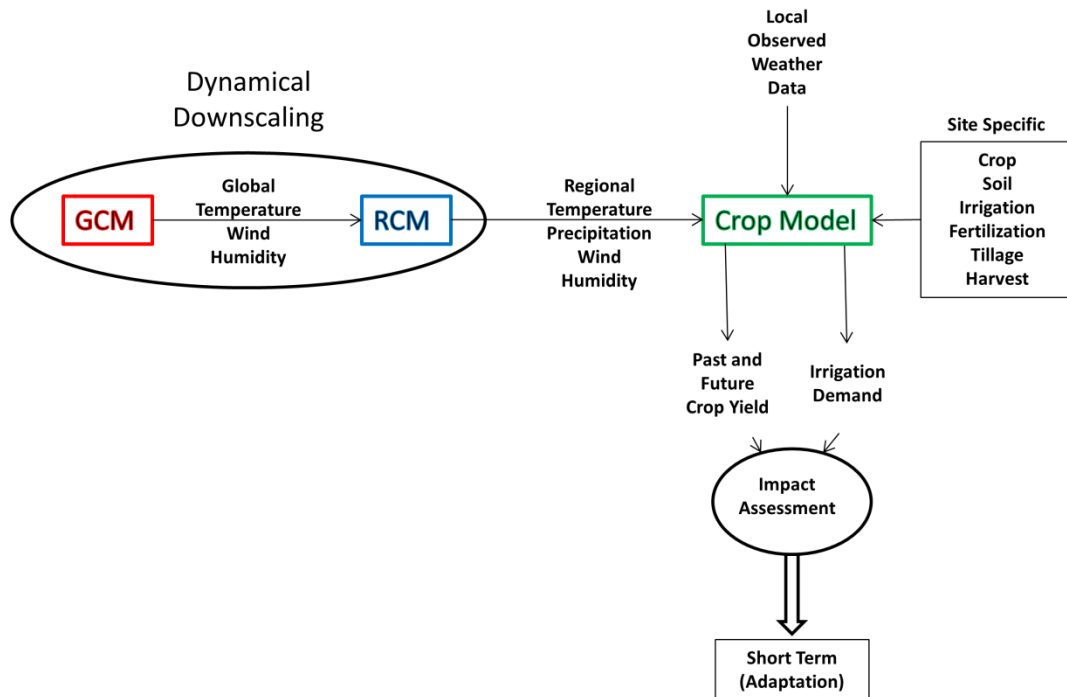 Dynamical
Downscaling
GCM
Global
Temperature
Wind
Humidity
RCM
Regional
Temperature
Precipitation
Wind
Humidity
Local
Observed
Weather
Data
Crop Model
Site Specific
Crop
Soil
Irrigation
Fertilization
Tillage
Harvest
Past and
Future
Crop Yield
Irrigation
Demand
Impact
Assessment
Short Term
(Adaptation)